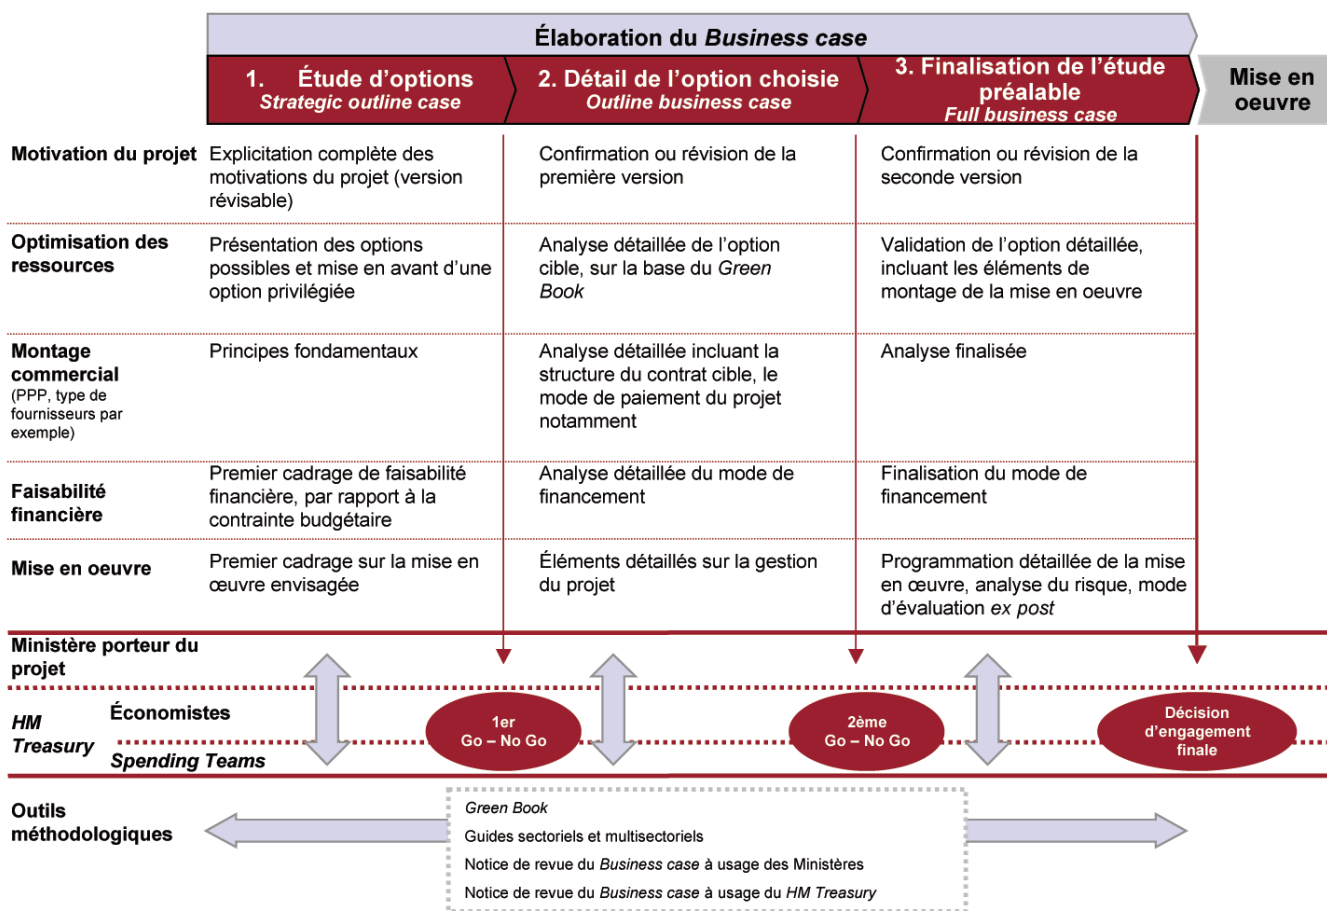 Élaboration du Business case
1. Étude d'options
Strategic outline case
2. Détail de l'option choisie
Outline business case
3. Finalisation de l'étude
préalable
Full business case
Mise en
oeuvre
Motivation du projet
Explicitation complète des
motivations du projet (version
révisable)
Confirmation ou révision de la
première version
Confirmation ou révision de la
seconde version
Optimisation des
ressources
Présentation des options
possibles et mise en avant d'une
option privilégiée
Analyse détaillée de l'option
cible, sur la base du Green
Book
Validation de l'option détaillée,
incluant les éléments de
montage de la mise en oeuvre
Montage
commercial
(PPP, type de
fournisseurs par
exemple)
Principes fondamentaux
Analyse détaillée incluant la
structure du contrat cible, le
mode de paiement du projet
notamment
Analyse finalisée
Faisabilité
financière
Premier cadrage de faisabilité
financière, par rapport à la
contrainte budgétaire
Analyse détaillée du mode de
financement
Finalisation du mode de
financement
Mise en oeuvre
Premier cadrage sur la mise en
œuvre envisagée
Éléments détaillés sur la gestion
du projet
Programmation détaillée de la mise
en œuvre, analyse du risque, mode
d'évaluation ex post
Ministère porteur du
projet
HM
Treasury
Économistes
Spending Teams
1er
Go – No Go
2ème
Go – No Go
Décision
d'engagement
finale
Outils
méthodologiques
Green Book
Guides sectoriels et multisectoriels
Notice de revue du Business case à usage des Ministères
Notice de revue du Business case à usage du HM Treasury